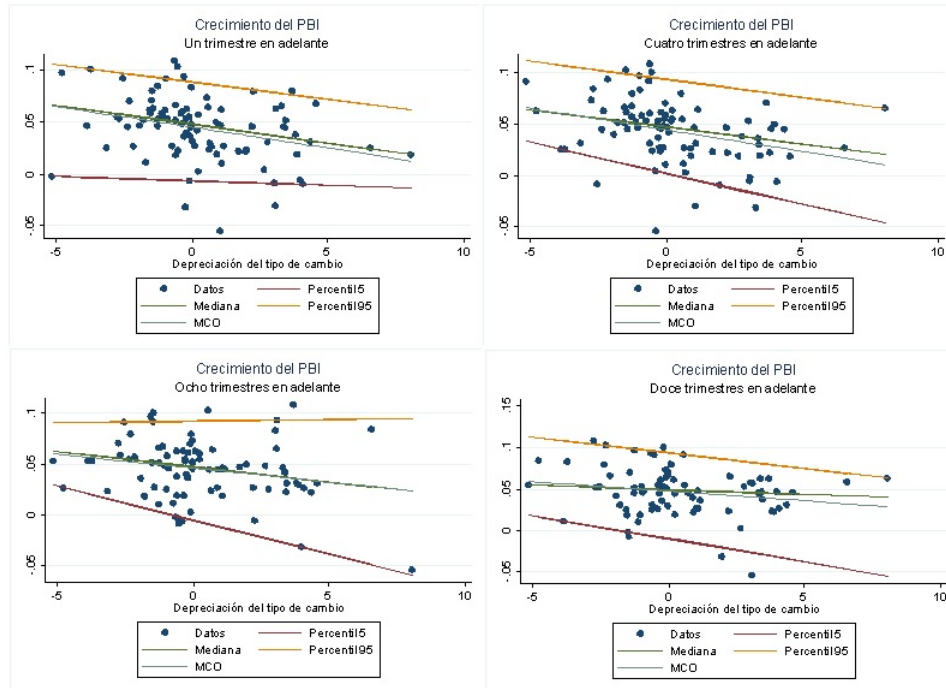 Crecimiento del PBI
Un trimestre en adelante
.1
.05
0
-.05
-5
0
5
10
Depreciación del tipo de cambio
Datos
Percentil5
Mediana
Percentil95
MCO
Crecimiento del PBI
Cuatro trimestres en adelante
.1
.05
0
-.05
-5
0
5
10
Depreciación del tipo de cambio
Datos
Percentil5
Mediana
Percentil95
MCO
Crecimiento del PBI
Ocho trimestres en adelante
.1
.05
0
-.05
-5
0
5
10
Depreciación del tipo de cambio
Datos
Percentil5
Mediana
Percentil95
MCO
Crecimiento del PBI
Doce trimestres en adelante
.15
.1
.05
0
-.05
-5
0
5
10
Depreciación del tipo de cambio
Datos
Percentil5
Mediana
Percentil95
MCO